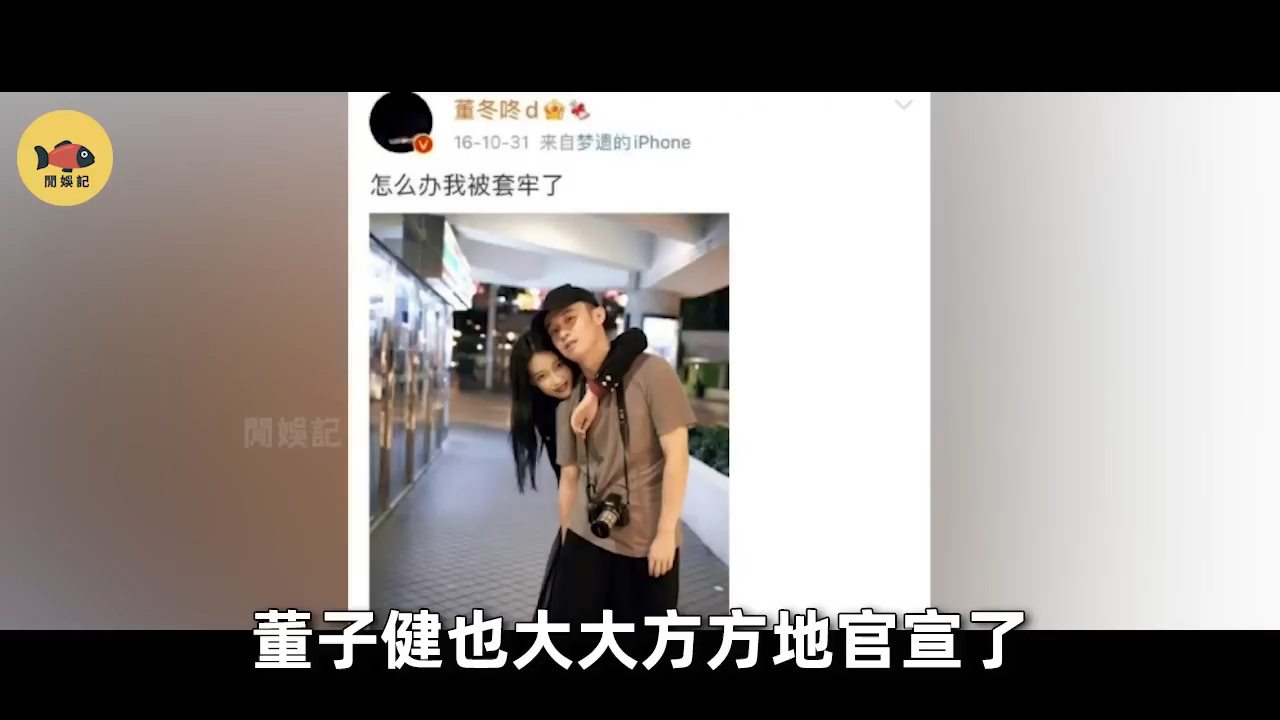 董冬咚d
16-10-31 来自梦遗的iPhone
怎么办我被套牢了
閒娛記
閒娛記
董子健也大大方方地官宣了